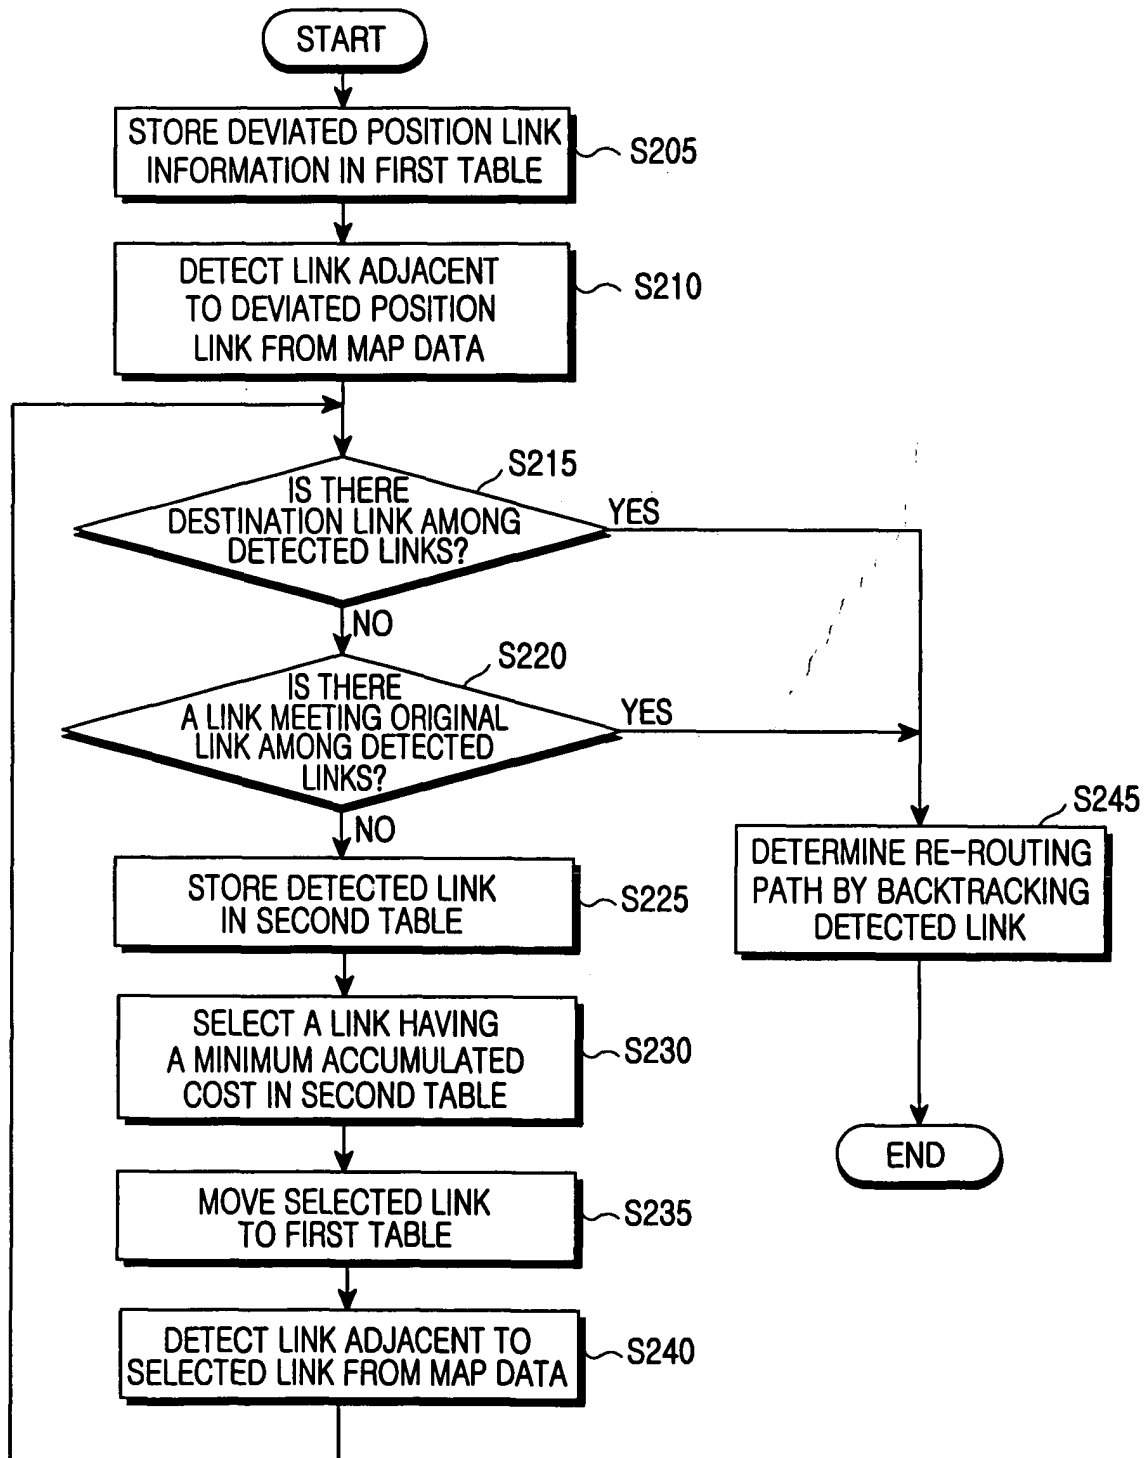 START
STORE DEVIATED POSITION LINK
INFORMATION IN FIRST TABLE
S205
DETECT LINK ADJACENT
TO DEVIATED POSITION
LINK FROM MAP DATA
S210
S215
IS THERE
DESTINATION LINK AMONG
DETECTED LINKS?
YES
NO
S220
IS THERE
A LINK MEETING ORIGINAL
LINK AMONG DETECTED
LINKS?
YES
NO
S245
DETERMINE RE-ROUTING
PATH BY BACKTRACKING
DETECTED LINK
STORE DETECTED LINK
IN SECOND TABLE
S225
SELECT A LINK HAVING
A MINIMUM ACCUMULATED
COST IN SECOND TABLE
S230
END
MOVE SELECTED LINK
TO FIRST TABLE
S235
DETECT LINK ADJACENT TO
SELECTED LINK FROM MAP DATA
S240